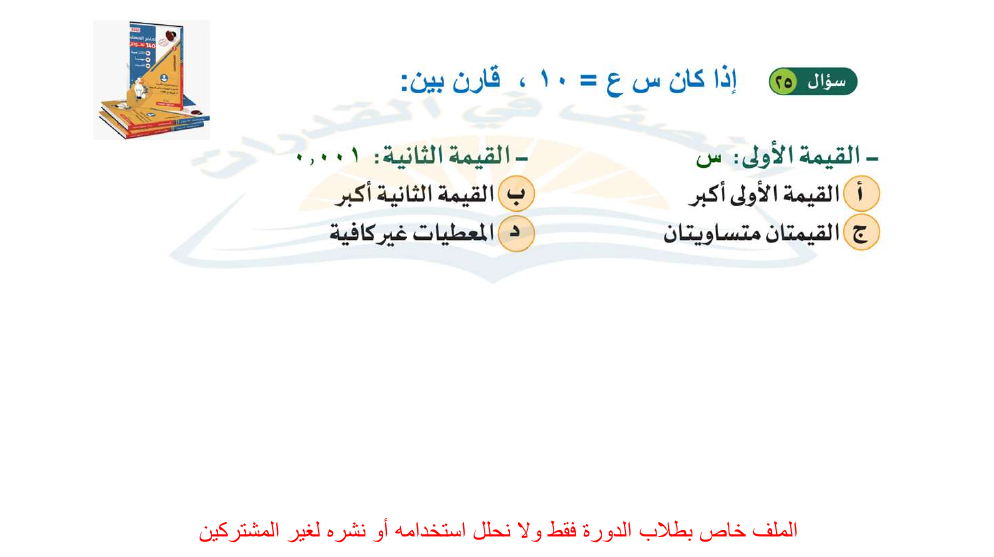 سؤال ٢٥ إذا كان س ع = ١٠ ، قارن بين:
- القيمة الأولى: س - القيمة الثانية: ٠,٠٠١
أ القيمة الأولى أكبر ب القيمة الثانية أكبر
ج القيمتان متساويتان د المعطيات غير كافية
الملف خاص بطلاب الدورة فقط ولا نحلل استخدامه أو نشره لغير المشتركين